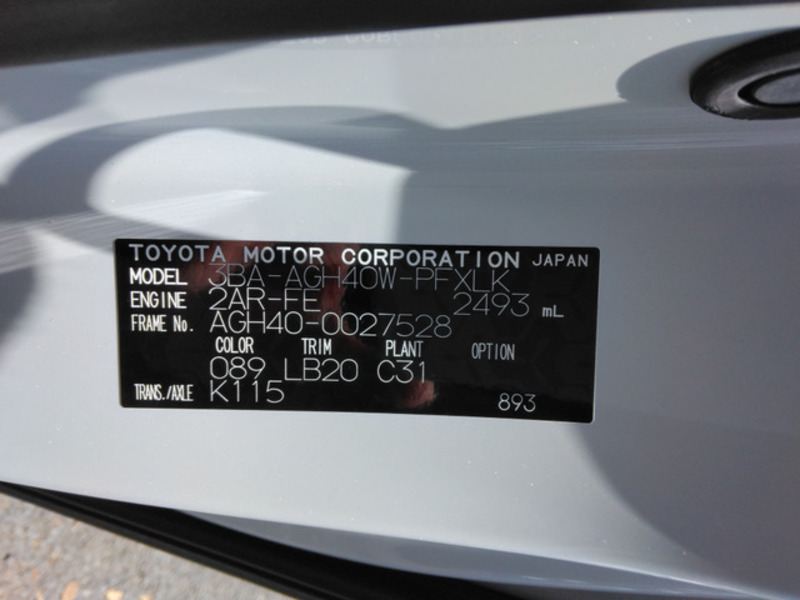 TOYOTA MOTOR CORPORATION JAPAN
MODEL 3BA-AGH40W-PFXLK
ENGINE 2AR-FE 2493 mL
FRAME No. AGH40-0027528
COLOR TRIM PLANT OPTION
089 LB20 C31
TRANS./AXLE K115 893